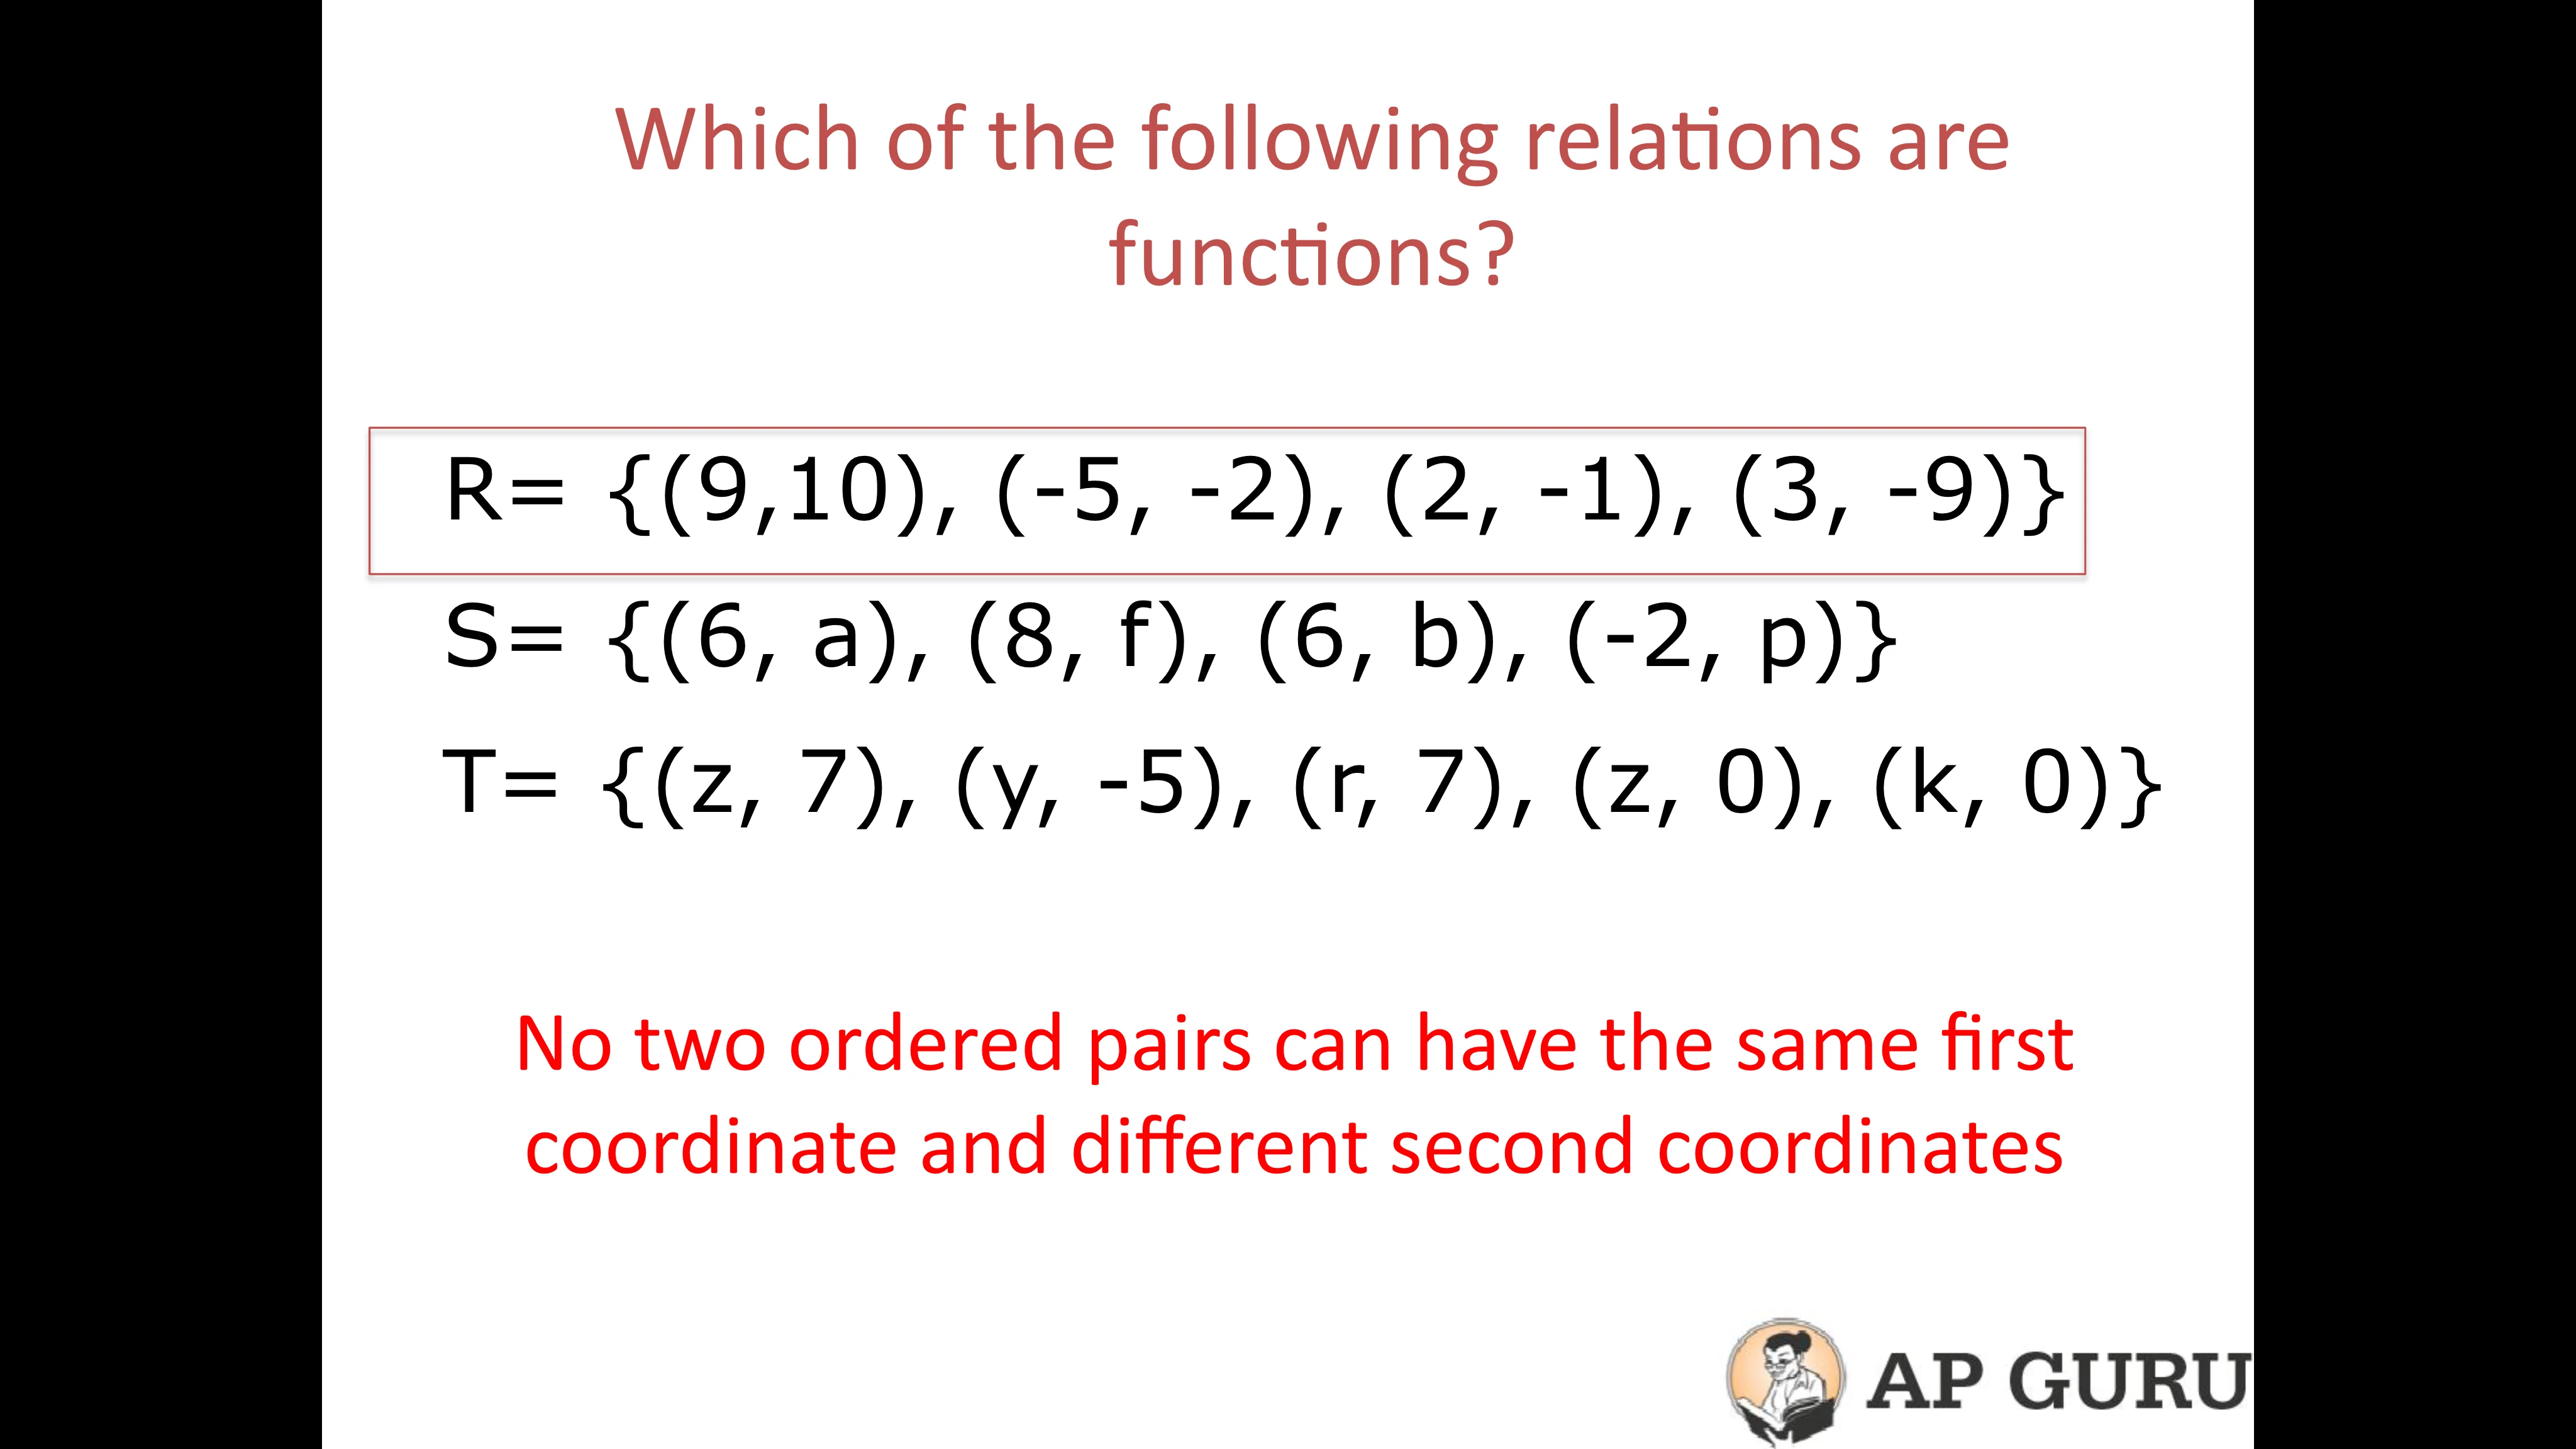 Which of the following relations are
functions?
R= {(9,10), (-5, -2), (2, -1), (3, -9)}
S= {(6, a), (8, f), (6, b), (-2, p)}
T= {(z, 7), (y, -5), (r, 7), (z, 0), (k, 0)}
No two ordered pairs can have the same first
coordinate and different second coordinates
AP GURU